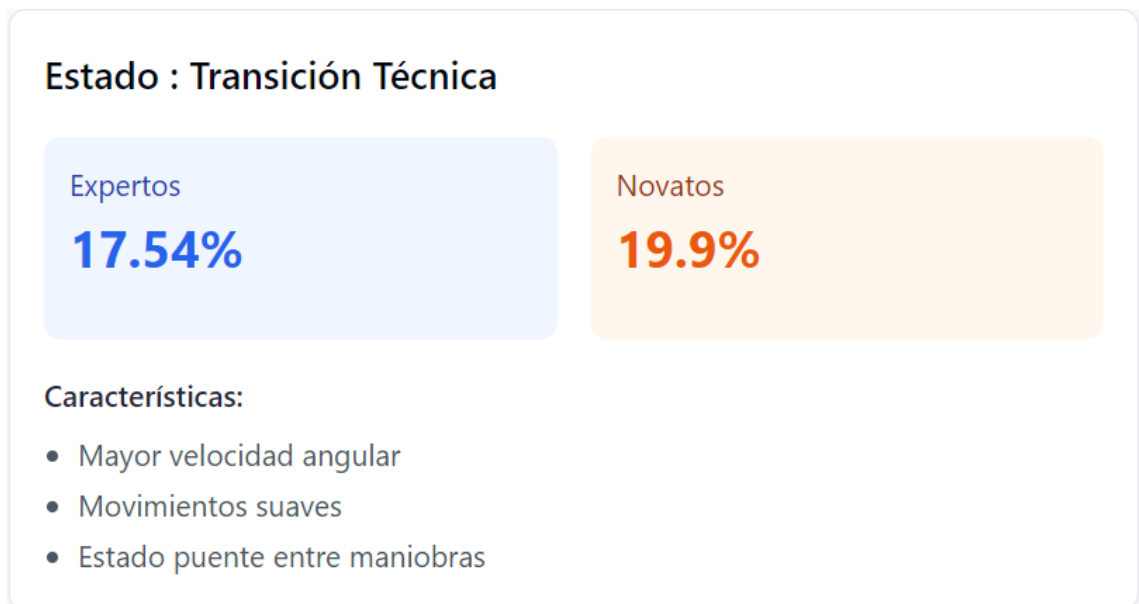 Estado : Transición Técnica
Expertos
17.54%
Novatos
19.9%
Características:
• Mayor velocidad angular
• Movimientos suaves
• Estado puente entre maniobras